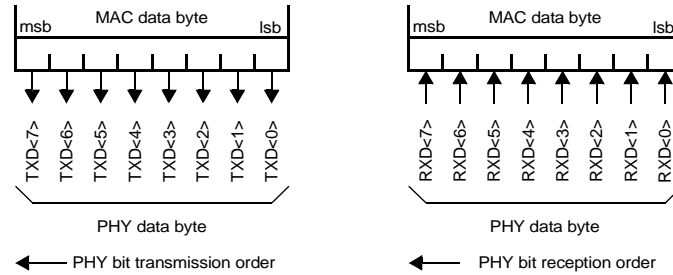 MAC data byte
msb
lsb
TXD<7>
TXD<6>
TXD<5>
TXD<4>
TXD<3>
TXD<2>
TXD<1>
TXD<0>
PHY data byte
PHY bit transmission order
MAC data byte
msb
lsb
RXD<7>
RXD<6>
RXD<5>
RXD<4>
RXD<3>
RXD<2>
RXD<1>
RXD<0>
PHY data byte
PHY bit reception order